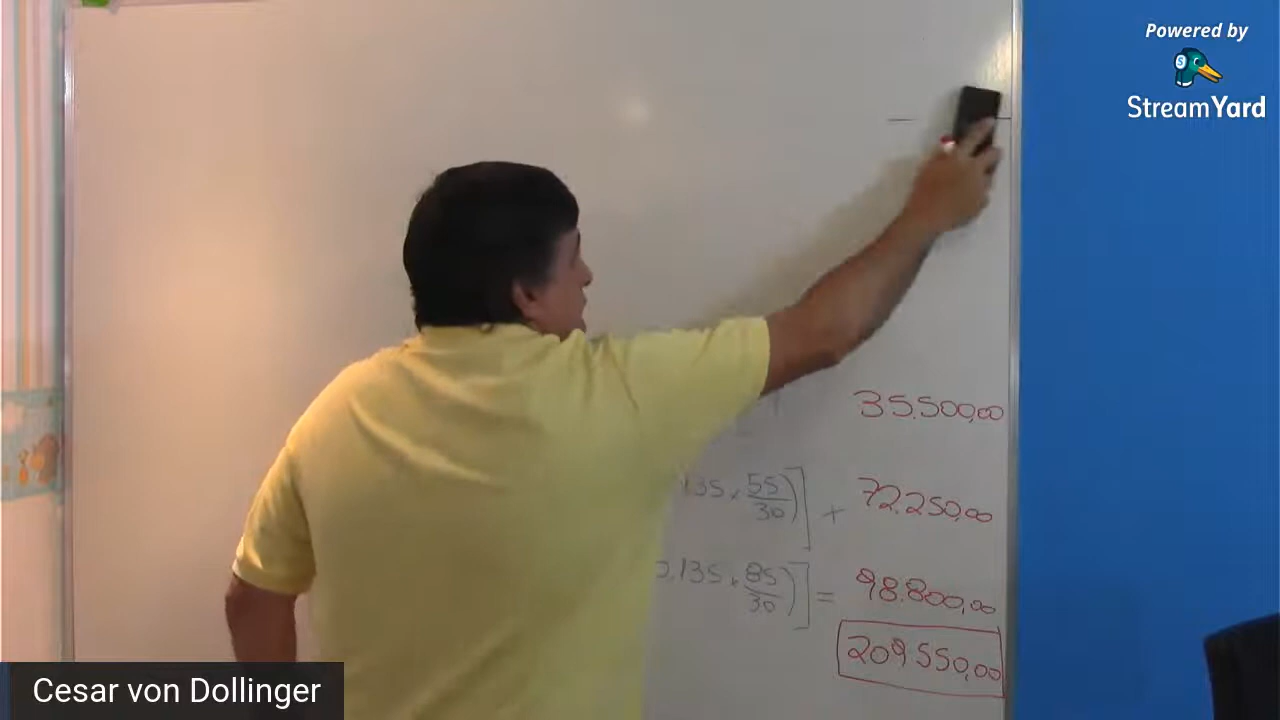 Powered by
StreamYard
35.500,00
.135 x 55/30)] + 72.250,00
0.135 x 85/30)] = 98.800,00
209.550,00
Cesar von Dollinger